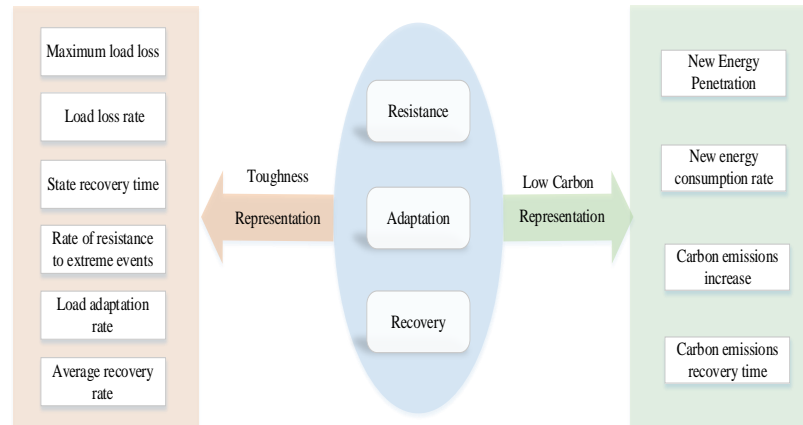 Maximum load loss
Load loss rate
State recovery time
Rate of resistance
to extreme events
Load adaptation
rate
Average recovery
rate
Toughness
Representation
Resistance
Adaptation
Recovery
Low Carbon
Representation
New Energy
Penetration
New energy
consumption rate
Carbon emissions
increase
Carbon emissions
recovery time